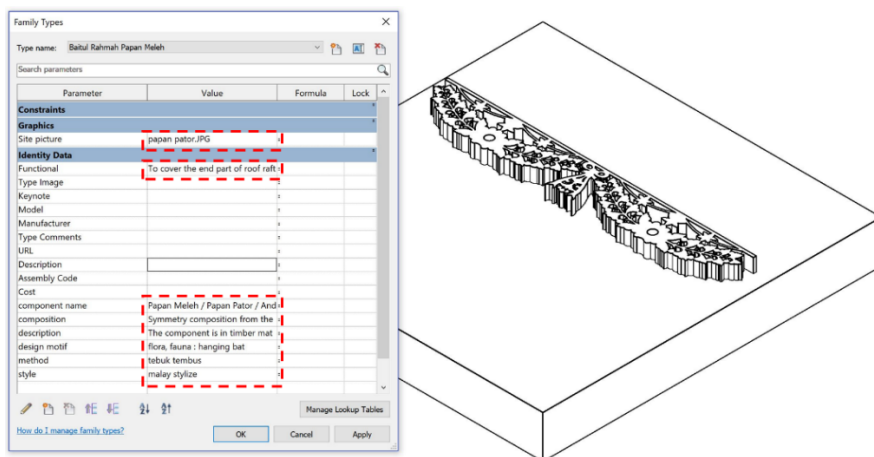 Family Types
Type name: Baitul Rahmah Papan Meleh
Search parameters
Parameter Value Formula Lock
Constraints
Graphics
Site picture papan pator.JPG =
Identity Data
Functional To cover the end part of roof raft =
Type Image =
Keynote =
Model =
Manufacturer =
Type Comments =
URL =
Description =
Assembly Code =
Cost =
component name Papan Meleh / Papan Pator / And =
composition Symmetry composition from the =
description The component is in timber mat =
design motif flora, fauna : hanging bat =
method tebuk tembus =
style malay stylize =
Manage Lookup Tables
How do I manage family types?
OK Cancel Apply